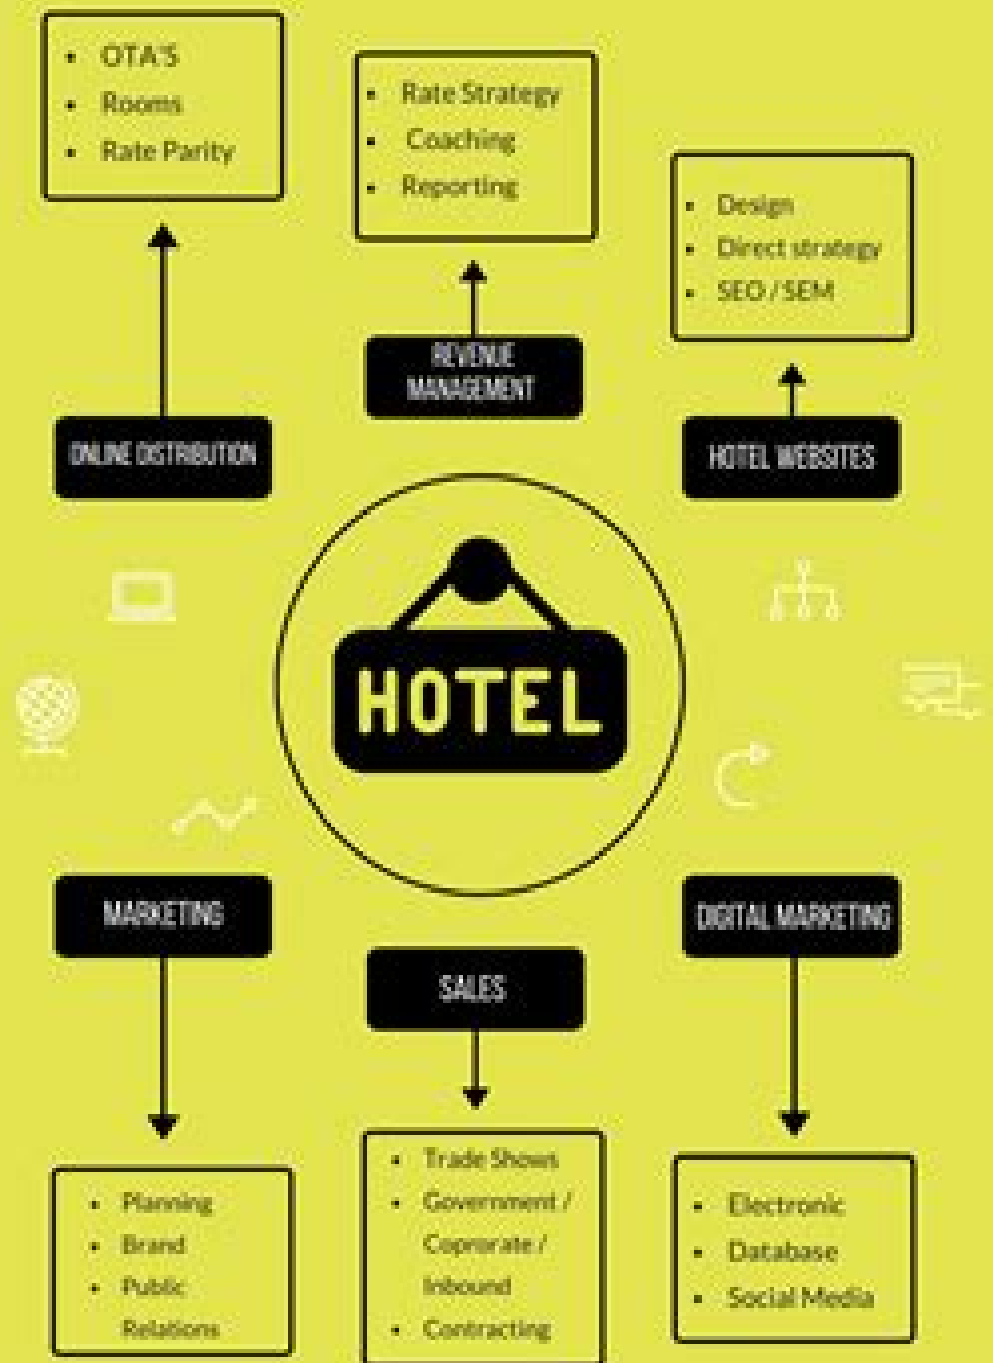 OTA'S
Rooms
Rate Parity
Rate Strategy
Coaching
Reporting
Design
Direct strategy
SEO / SEM
REVENUE
MANAGEMENT
ONLINE DISTRIBUTION
HOTEL WEBSITES
HOTEL
MARKETING
SALES
DIGITAL MARKETING
Planning
Brand
Public
Relations
Trade Shows
Government /
Coprorate /
Inbound
Contracting
Electronic
Database
Social Media